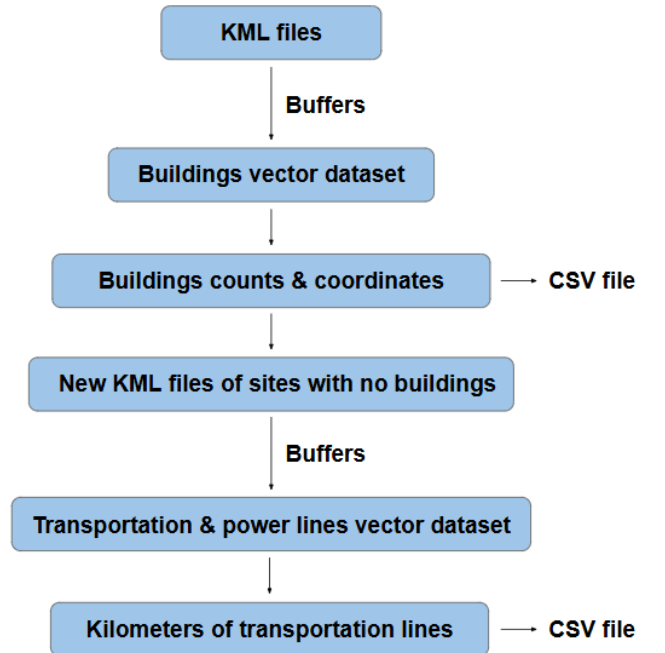 KML files
Buffers
Buildings vector dataset
Buildings counts & coordinates
CSV file
New KML files of sites with no buildings
Buffers
Transportation & power lines vector dataset
Kilometers of transportation lines
CSV file